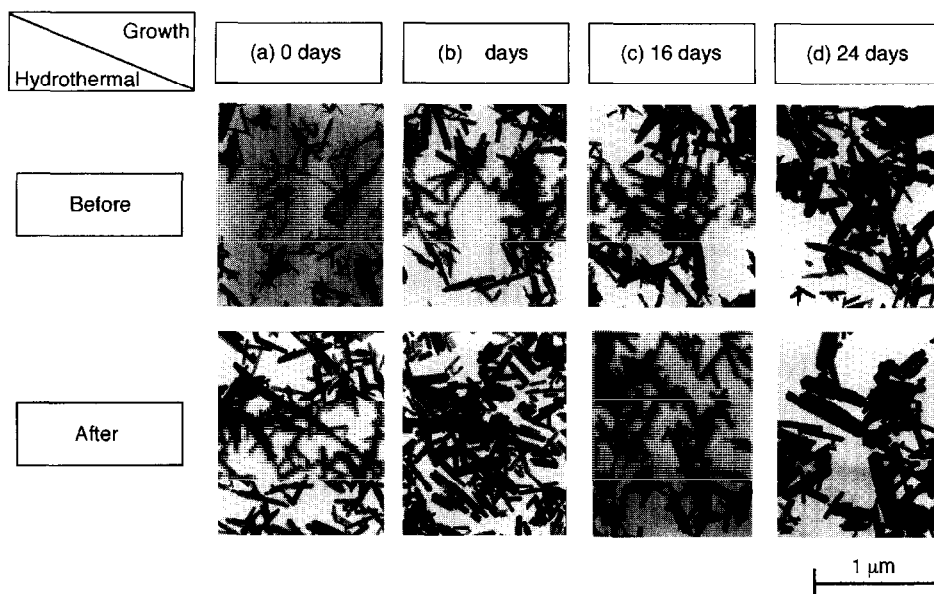 Growth
Hydrothermal
(a) 0 days
(b) days
(c) 16 days
(d) 24 days
Before
After
1 μm